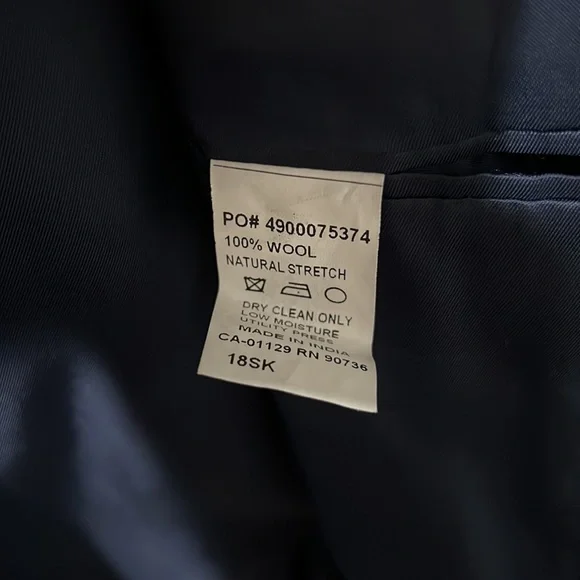 PO# 4900075374
100% WOOL
NATURAL STRETCH
DRY CLEAN ONLY
LOW MOISTURE
UTILITY PRESS
MADE IN INDIA
CA-01129 RN 90736
18SK